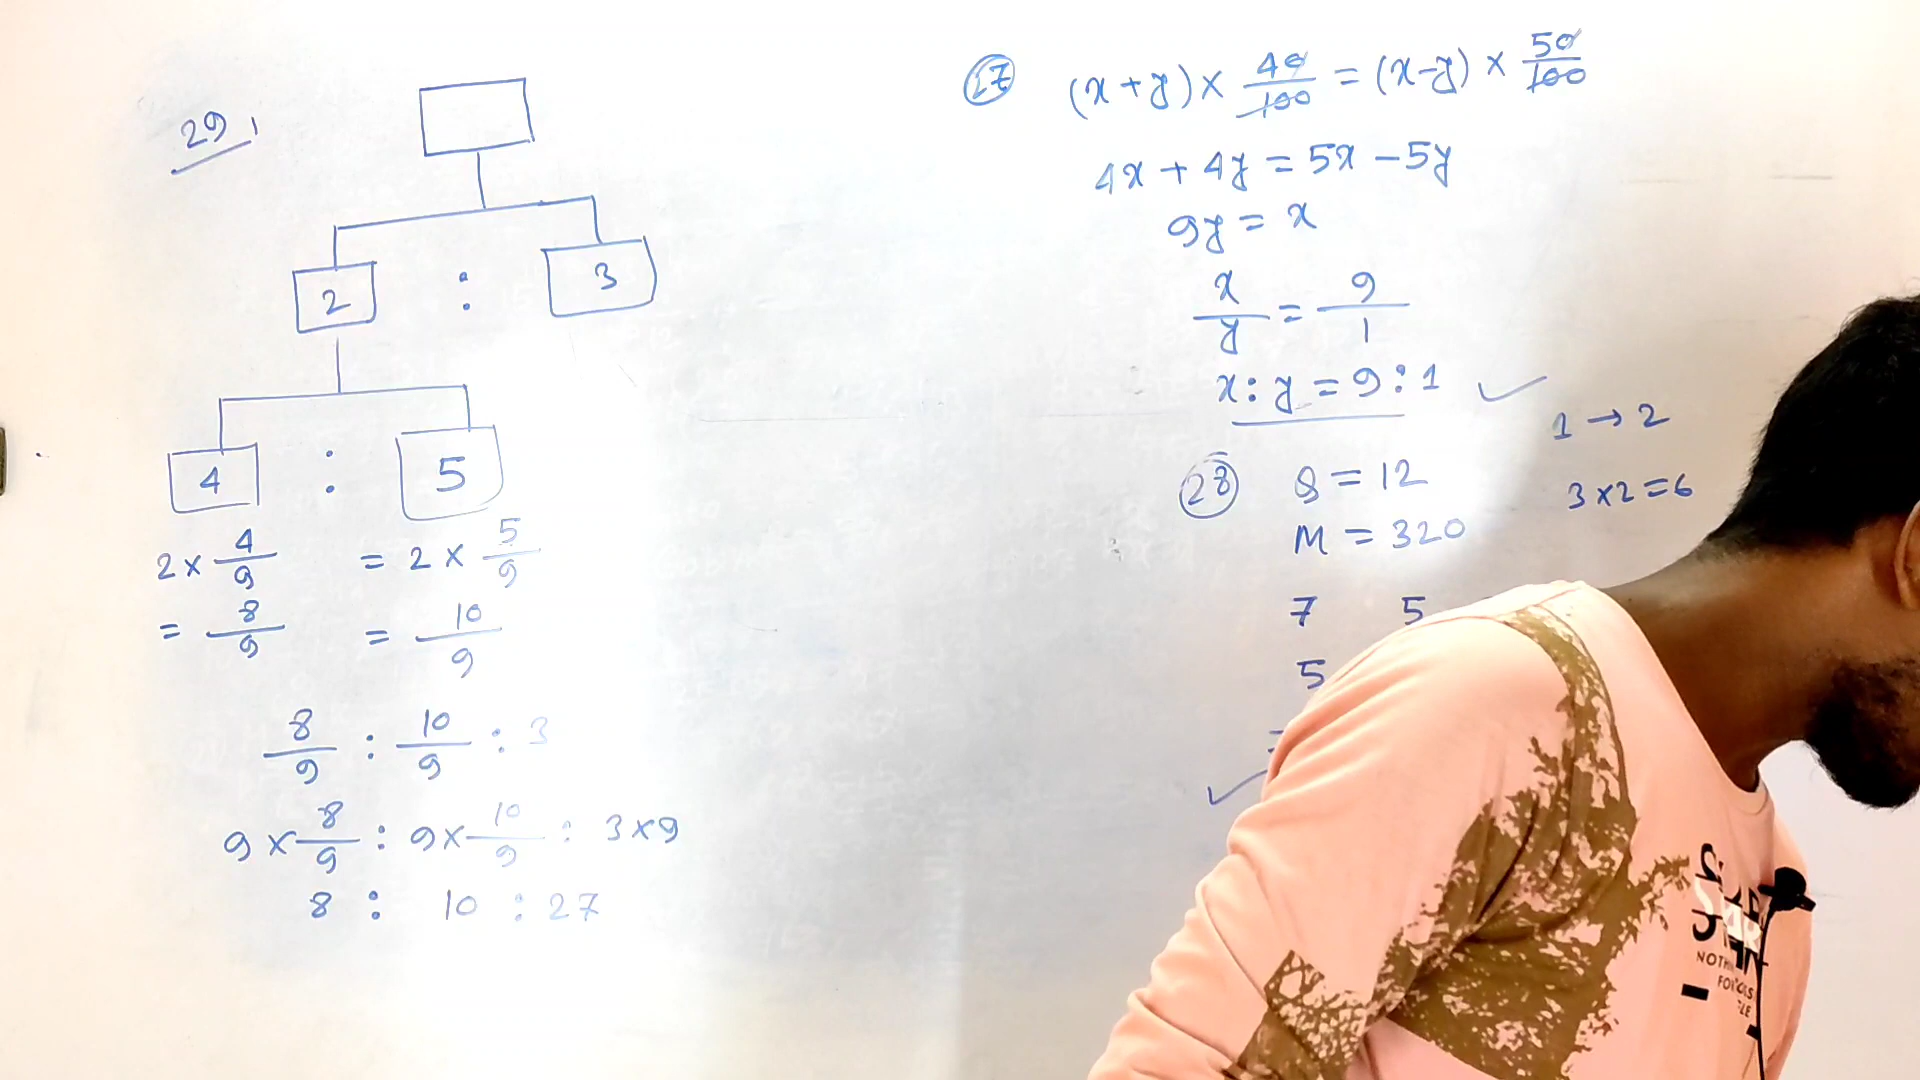 29,
2 : 3
4 : 5
2 × 4/9 = 2 × 5/9
= 8/9 = 10/9
8/9 : 10/9 : 3
9 × 8/9 : 9 × 10/9 : 3 × 9
8 : 10 : 27
27 (x + y) × 40/100 = (x - y) × 50/100
4x + 4y = 5x - 5y
9y = x
x/y = 9/1
x : y = 9 : 1 ✓
1 → 2
3 × 2 = 6
28 = 12
M = 320
7 5
5
NOTH